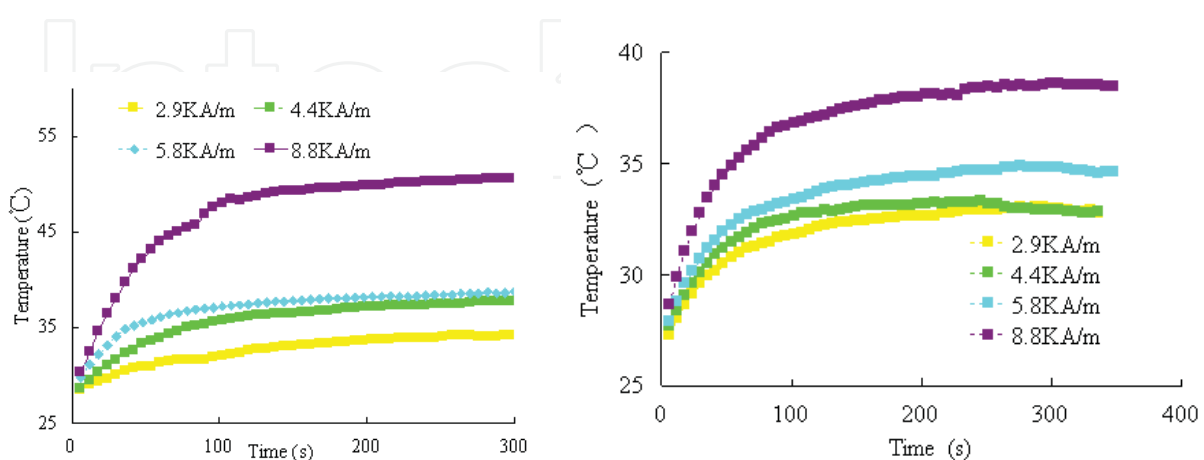 Intech
2.9KA/m
4.4KA/m
5.8KA/m
8.8KA/m
Temperature(℃)
55
45
35
25
0
100
200
300
Time (s)
Temperature (℃ )
40
35
30
25
0
100
200
300
400
Time (s)
2.9KA/m
4.4KA/m
5.8KA/m
8.8KA/m